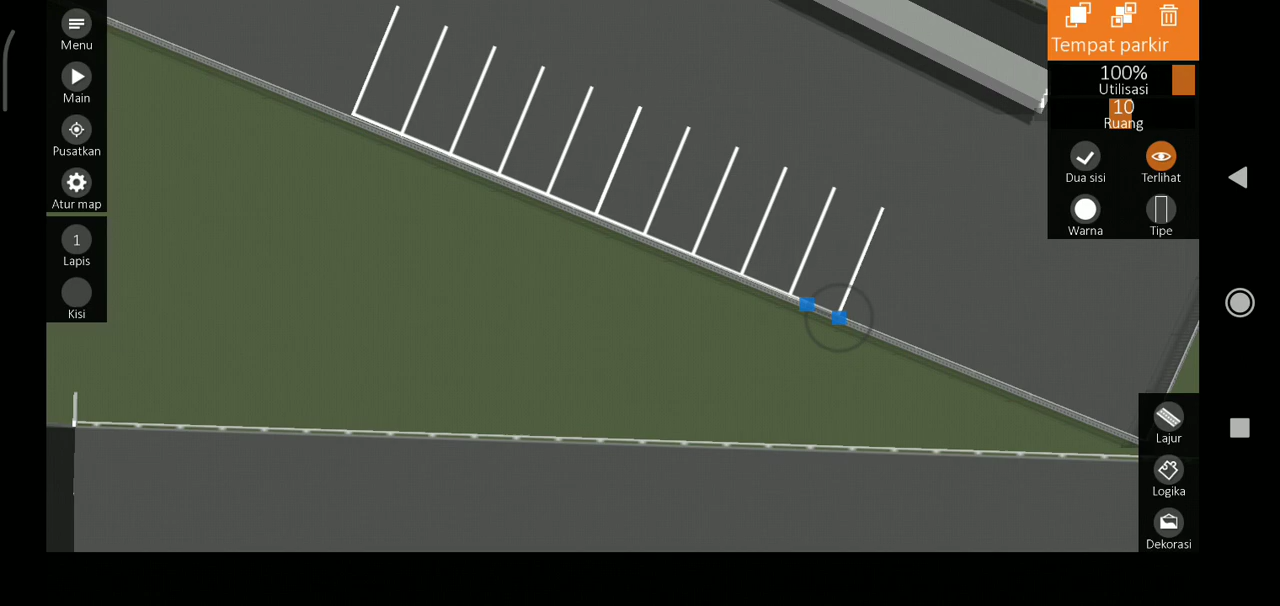 Menu
Main
Pusatkan
Atur map
1
Lapis
Kisi
Tempat parkir
100%
Utilisasi
10
Ruang
Dua sisi
Terlihat
Warna
Tipe
Lajur
Logika
Dekorasi